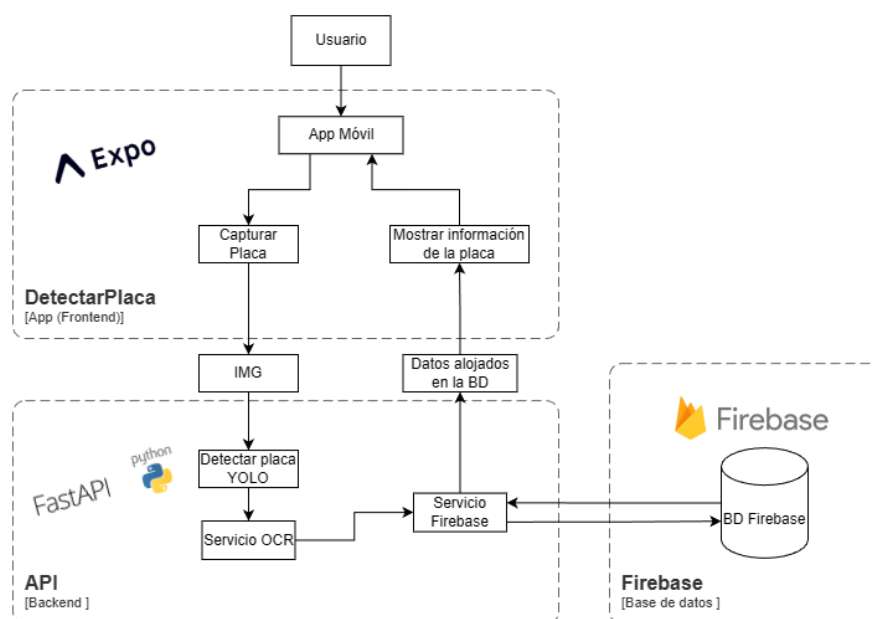 Usuario
Expo
App Móvil
Capturar
Placa
Mostrar información
de la placa
DetectarPlaca
[App (Frontend)]
IMG
Datos alojados
en la BD
Firebase
python
FastAPI
Detectar placa
YOLO
Servicio OCR
Servicio
Firebase
BD Firebase
API
[Backend ]
Firebase
[Base de datos ]